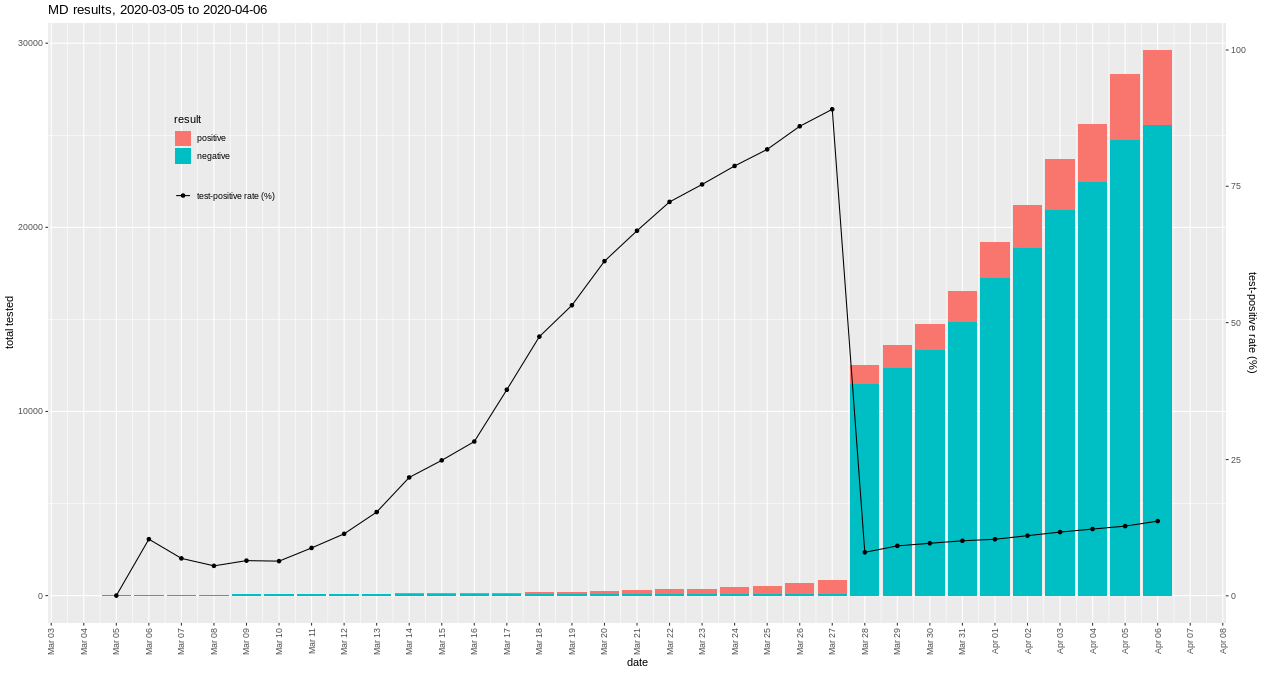 MD results, 2020-03-05 to 2020-04-06
30000
20000
10000
0
total tested
result
positive
negative
test-positive rate (%)
100
75
50
25
0
test-positive rate (%)
Mar 03
Mar 04
Mar 05
Mar 06
Mar 07
Mar 08
Mar 09
Mar 10
Mar 11
Mar 12
Mar 13
Mar 14
Mar 15
Mar 16
Mar 17
Mar 18
Mar 19
Mar 20
Mar 21
Mar 22
Mar 23
Mar 24
Mar 25
Mar 26
Mar 27
Mar 28
Mar 29
Mar 30
Mar 31
Apr 01
Apr 02
Apr 03
Apr 04
Apr 05
Apr 06
Apr 07
Apr 08
date